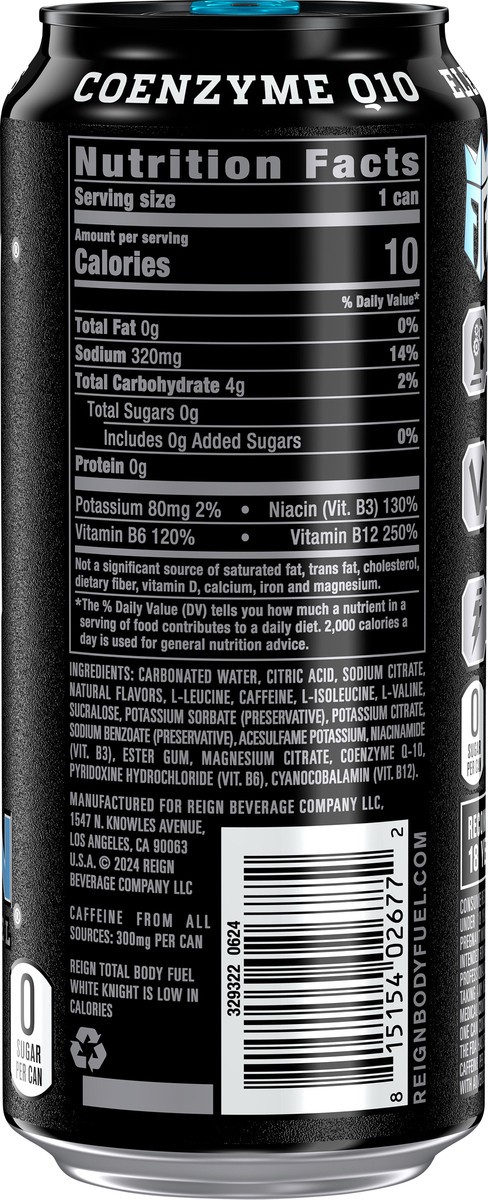 COENZYME Q10
Nutrition Facts
Serving size 1 can
Amount per serving
Calories 10
% Daily Value*
Total Fat 0g 0%
Sodium 320mg 14%
Total Carbohydrate 4g 2%
Total Sugars 0g
Includes 0g Added Sugars 0%
Protein 0g
Potassium 80mg 2% • Niacin (Vit. B3) 130%
Vitamin B6 120% • Vitamin B12 250%
Not a significant source of saturated fat, trans fat, cholesterol,
dietary fiber, vitamin D, calcium, iron and magnesium.
*The % Daily Value (DV) tells you how much a nutrient in a
serving of food contributes to a daily diet. 2,000 calories a
day is used for general nutrition advice.
INGREDIENTS: CARBONATED WATER, CITRIC ACID, SODIUM CITRATE,
NATURAL FLAVORS, L-LEUCINE, CAFFEINE, L-ISOLEUCINE, L-VALINE,
SUCRALOSE, POTASSIUM SORBATE (PRESERVATIVE), POTASSIUM CITRATE,
SODIUM BENZOATE (PRESERVATIVE), ACESULFAME POTASSIUM, NIACINAMIDE
(VIT. B3), ESTER GUM, MAGNESIUM CITRATE, COENZYME Q-10,
PYRIDOXINE HYDROCHLORIDE (VIT. B6), CYANOCOBALAMIN (VIT. B12).
MANUFACTURED FOR REIGN BEVERAGE COMPANY LLC,
1547 N. KNOWLES AVENUE,
LOS ANGELES, CA 90063
U.S.A. © 2024 REIGN
BEVERAGE COMPANY LLC
CAFFEINE FROM ALL
SOURCES: 300mg PER CAN
REIGN TOTAL BODY FUEL
WHITE KNIGHT IS LOW IN
CALORIES
329322 0624
8 15154 02677 2
REIGNBODYFUEL.COM
0
SUGAR
PER CAN
0
SUGAR
PER CAN